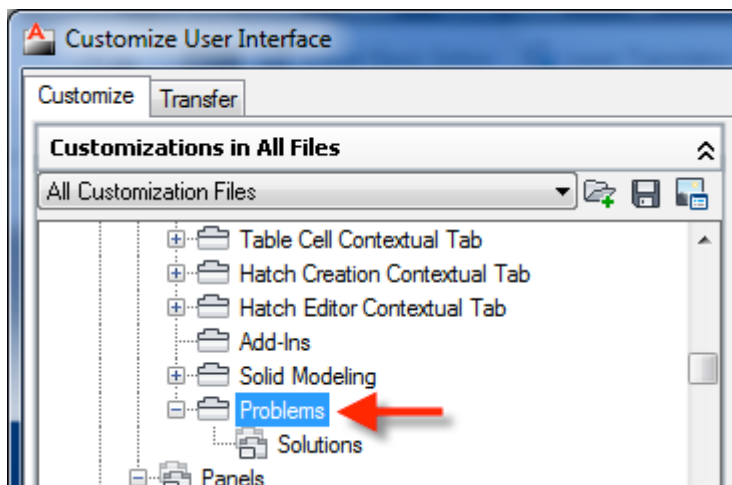 Customize User Interface
Customize Transfer
Customizations in All Files
All Customization Files
Table Cell Contextual Tab
Hatch Creation Contextual Tab
Hatch Editor Contextual Tab
Add-Ins
Solid Modeling
Problems
Solutions
Panels